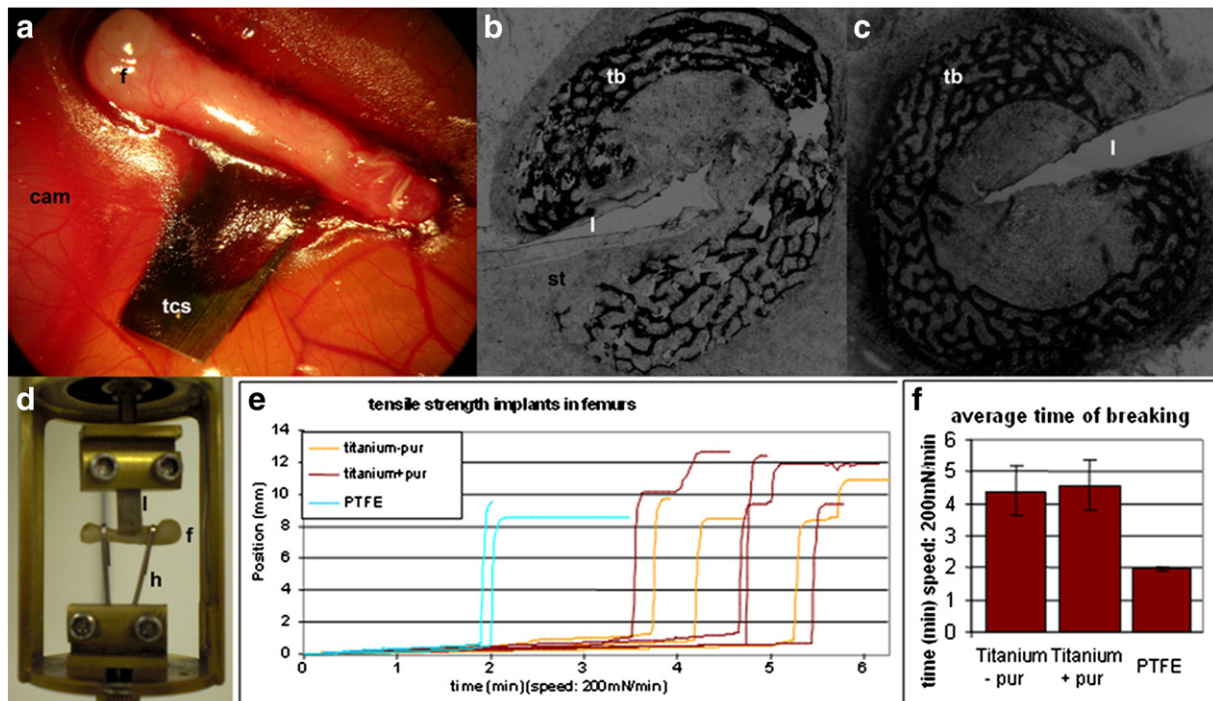 a
f
cam
tcs
b
tb
l
st
c
tb
l
d
l
f
h
e
tensile strength implants in femurs
titanium-pur
titanium+pur
PTFE
Position (mm)
14
12
10
8
6
4
2
0
0 1 2 3 4 5 6
time (min)(speed: 200mN/min)
f
average time of breaking
time (min) speed: 200mN/min
6
5
4
3
2
1
0
Titanium - pur
Titanium + pur
PTFE